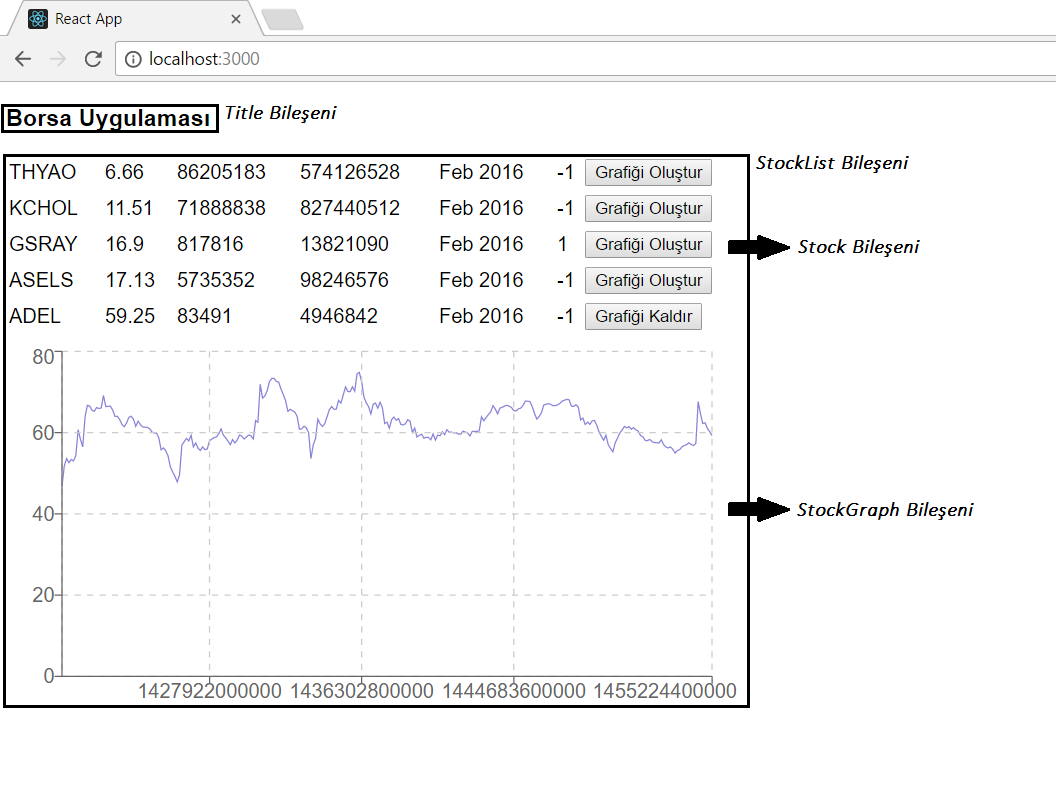 React App
localhost:3000
Borsa Uygulaması Title Bileşeni
StockList Bileşeni
THYAO 6.66 86205183 574126528 Feb 2016 -1 Grafiği Oluştur
KCHOL 11.51 71888838 827440512 Feb 2016 -1 Grafiği Oluştur
GSRAY 16.9 817816 13821090 Feb 2016 1 Grafiği Oluştur Stock Bileşeni
ASELS 17.13 5735352 98246576 Feb 2016 -1 Grafiği Oluştur
ADEL 59.25 83491 4946842 Feb 2016 -1 Grafiği Kaldır
80
60
40
StockGraph Bileşeni
20
0
1427922000000 1436302800000 1444683600000 1455224400000